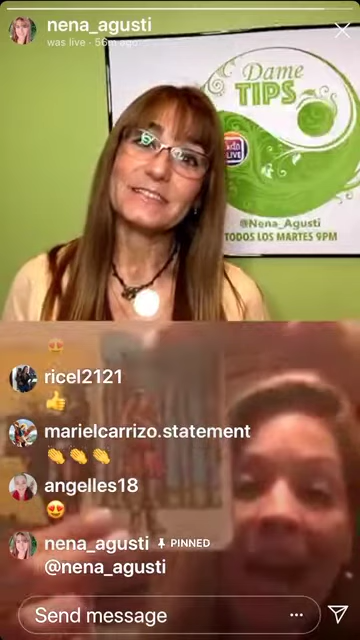 nena_agusti
was live · 56m ago
Dame
TIPS
LIVE
@Nena_Agusti
TODOS LOS MARTES 9PM
ricel2121
marielcarrizo.statement
angelles18
nena_agusti PINNED
@nena_agusti
Send message